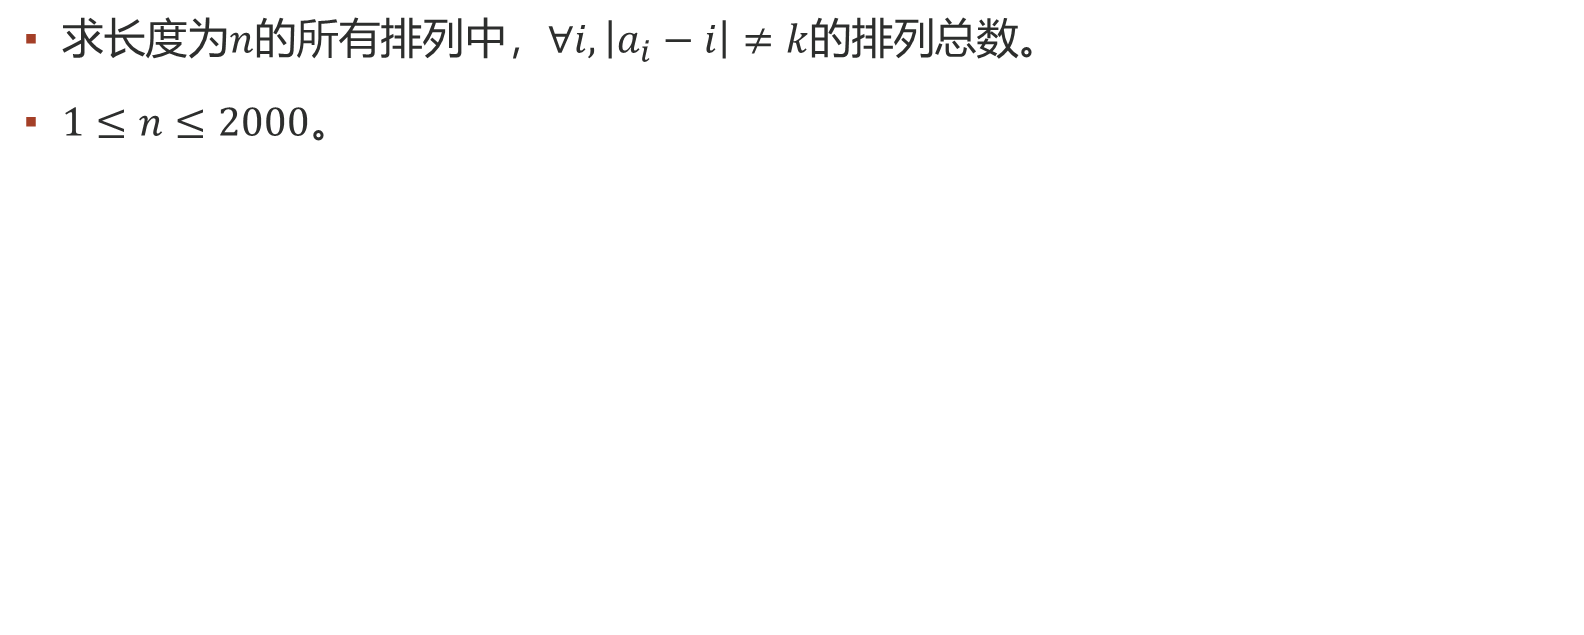 ▪ 求长度为n的所有排列中，∀i, |aᵢ − i| ≠ k的排列总数。
▪ 1 ≤ n ≤ 2000。